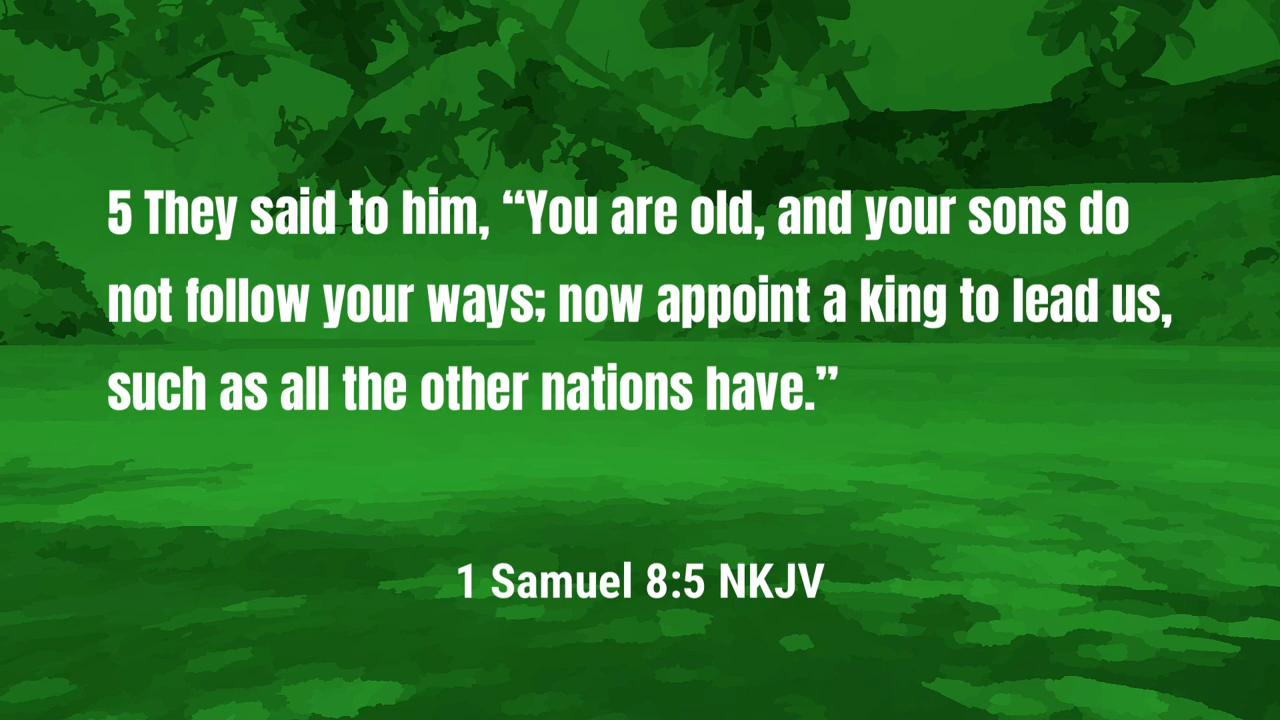 5 They said to him, “You are old, and your sons do
not follow your ways; now appoint a king to lead us,
such as all the other nations have.”
1 Samuel 8:5 NKJV